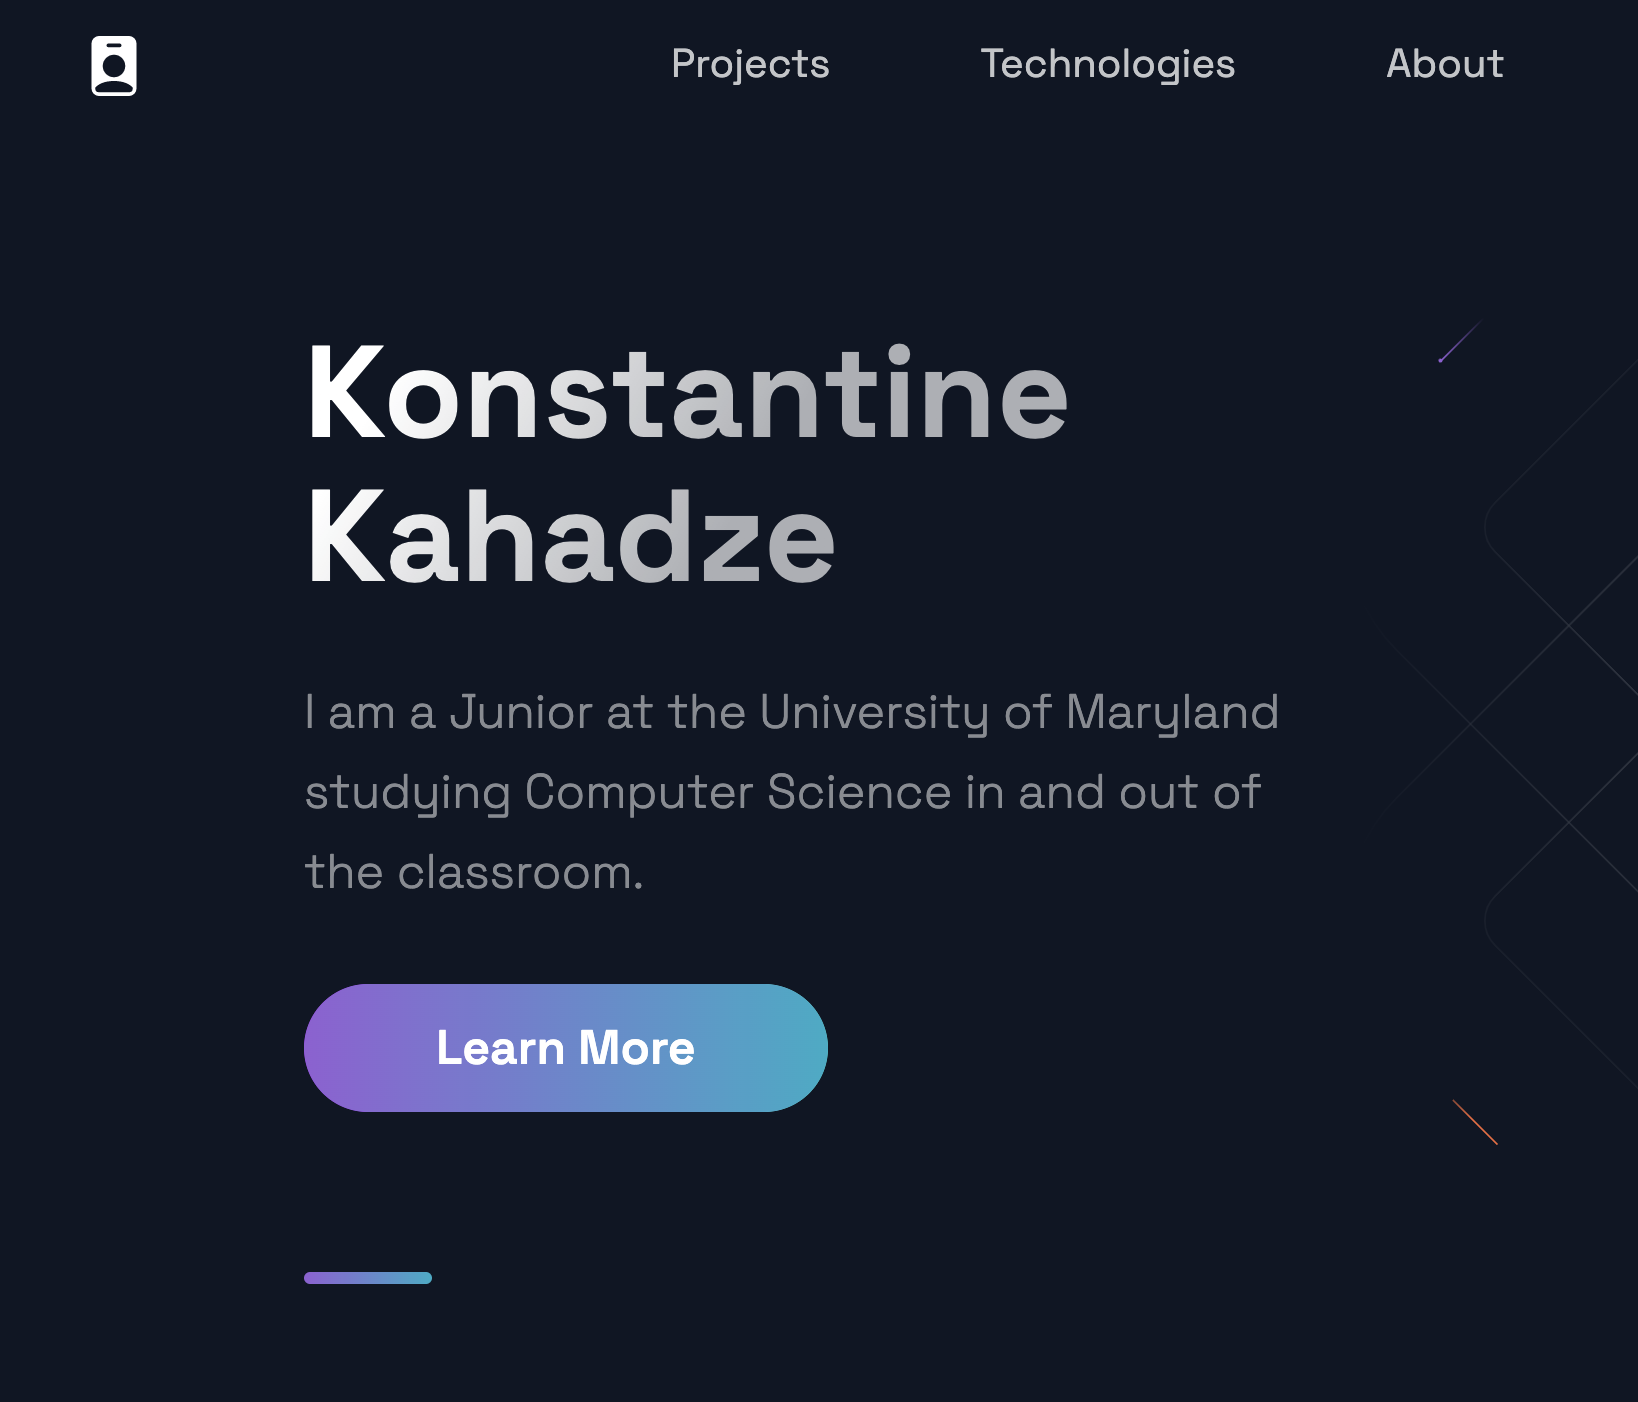 Projects Technologies About
Konstantine
Kahadze
I am a Junior at the University of Maryland
studying Computer Science in and out of
the classroom.
Learn More